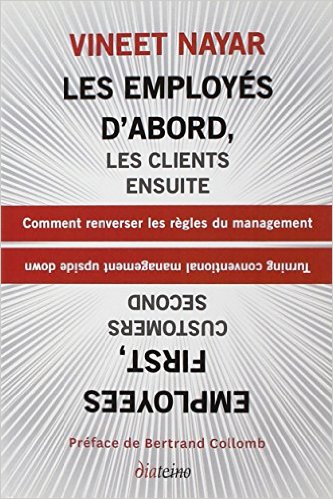 VINEET NAYAR
LES EMPLOYÉS
D'ABORD,
LES CLIENTS
ENSUITE
Comment renverser les règles du management
Turning conventional management upside down
EMPLOYEES
FIRST,
CUSTOMERS
SECOND
Préface de Bertrand Collomb
diateino